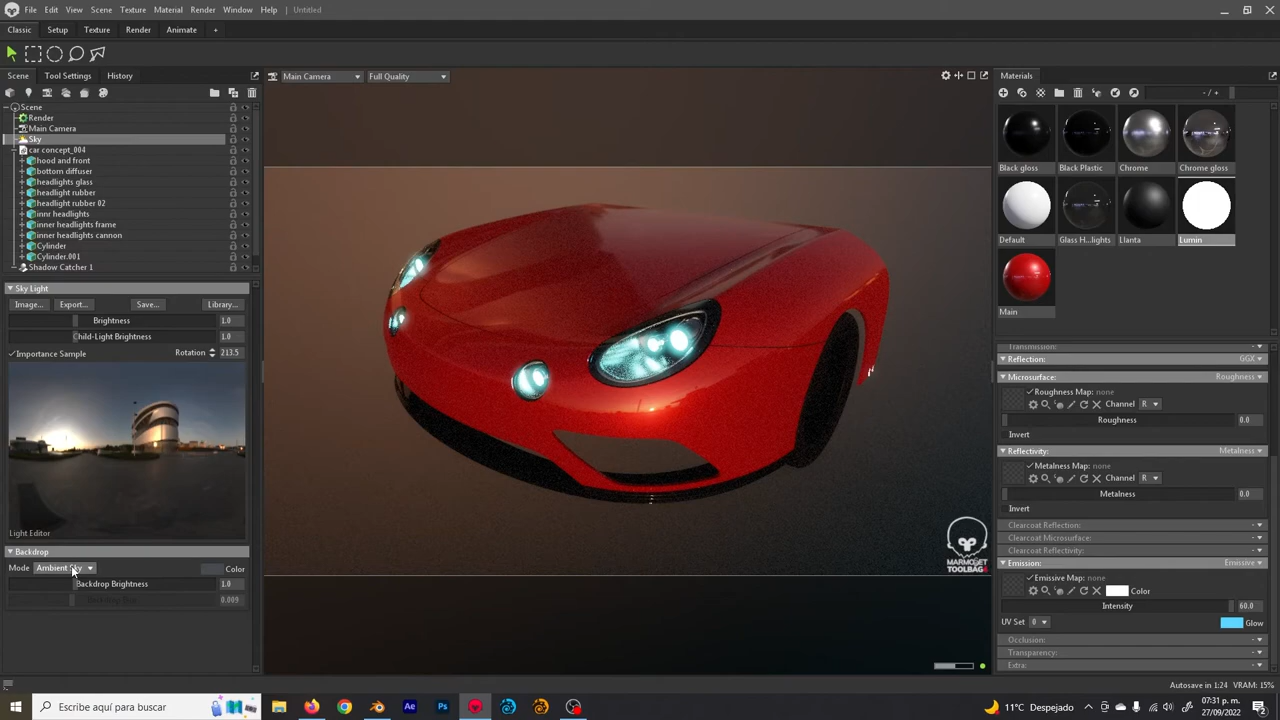 File Edit View Scene Texture Material Render Window Help Untitled
Classic Setup Texture Render Animate +
Scene Tool Settings History
Main Camera Full Quality
Materials
- / +
Scene
Render
Main Camera
Sky
car concept_004
hood and front
bottom diffuser
headlights glass
headlight rubber
headlight rubber 02
innr headlights
inner headlights frame
inner headlights cannon
Cylinder
Cylinder.001
Shadow Catcher 1
Black gloss Black Plastic Chrome Chrome gloss
Default Glass H...lights Llanta Lumin
Main
Sky Light
Image... Export... Save... Library...
Brightness 1.0
Child-Light Brightness 1.0
Importance Sample Rotation 213.5
Light Editor
Backdrop
Mode Ambient Sky Color
Backdrop Brightness 1.0
0.009
MARMOSET
TOOLBAG
Transmission:
Reflection: GGX
Microsurface: Roughness
Roughness Map: none
Channel R
Roughness 0.0
Invert
Reflectivity: Metalness
Metalness Map: none
Channel R
Metalness 0.0
Invert
Clearcoat Reflection:
Clearcoat Microsurface:
Clearcoat Reflectivity:
Emission: Emissive
Emissive Map: none
Color
Intensity 60.0
UV Set 0 Glow
Occlusion:
Transparency:
Extra:
Autosave in 1:24 VRAM: 15%
Escribe aquí para buscar
11°C Despejado
07:31 p. m.
27/09/2022